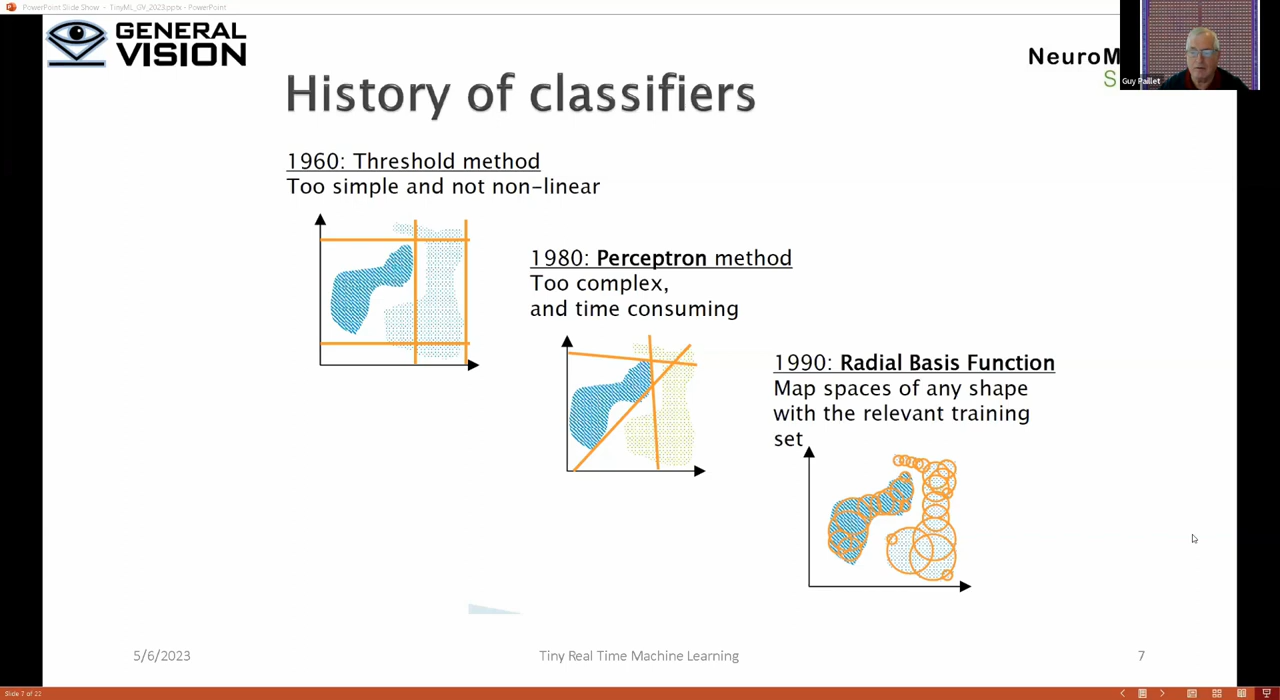 PowerPoint Slide Show - TinyML_GV_2023.pptx - PowerPoint
GENERAL
VISION
NeuroM
S
Guy Paillet
History of classifiers
1960: Threshold method
Too simple and not non-linear
1980: Perceptron method
Too complex,
and time consuming
1990: Radial Basis Function
Map spaces of any shape
with the relevant training
set
5/6/2023
Tiny Real Time Machine Learning
7
Slide 7 of 22